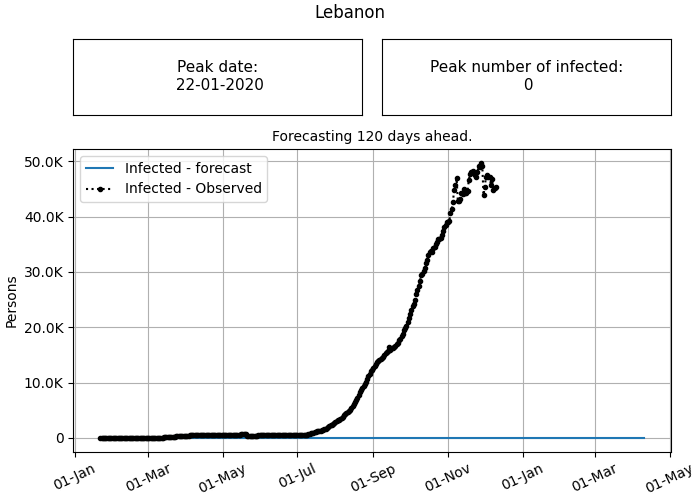 Lebanon
Peak date:
22-01-2020
Peak number of infected:
0
Forecasting 120 days ahead.
Infected - forecast
Infected - Observed
Persons
50.0K
40.0K
30.0K
20.0K
10.0K
0
01-Jan
01-Mar
01-May
01-Jul
01-Sep
01-Nov
01-Jan
01-Mar
01-May